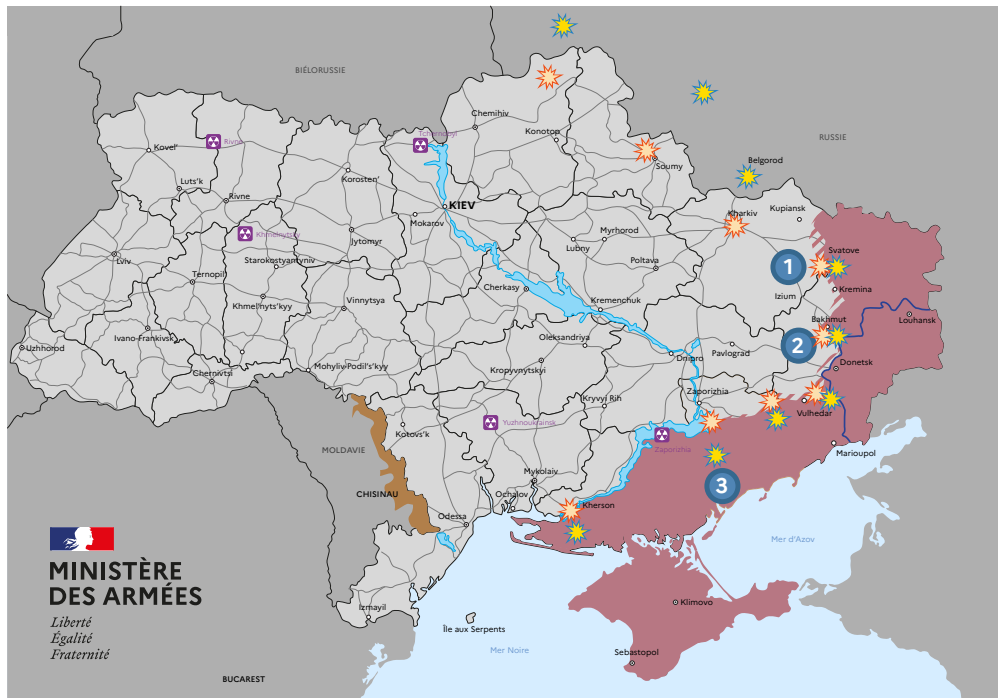 BIÉLORUSSIE
Chernihiv
Tchernobyl
Konotop
RUSSIE
Kovel'
Rivne
Belgorod
Soumy
Luts'k
Korosten'
Rivne
KIEV
Kharkiv
Kupiansk
Mokarov
Khmelnytsky
Jytomyr
Myrhorod
Lubny
Svatove
Lviv
Starokostyantyniv
Poltava
1
Ternopil
Cherkasy
Izium
Kremina
Khmel'nyts'kyy
Vinnytsya
Kremenchuk
Bakhmut
Louhansk
Ivano-Frankivsk
Oleksandriya
2
Uzhhorod
Dnipro
Pavlograd
Donetsk
Mohyliv-Podil's'kyy
Kropyvnytskyi
Chernivtsi
Zaporizhia
Kryvyi Rih
Vulhedar
Yuzhnoukrainsk
Kotovs'k
MOLDAVIE
Zaporizhia
Marioupol
Mykolaiv
3
CHISINAU
Ochalov
Kherson
Odessa
Mer d'Azov
MINISTÈRE
DES ARMÉES
Liberté
Égalité
Fraternité
Izmayil
Klimovo
Île aux Serpents
Mer Noire
Sebastopol
BUCAREST